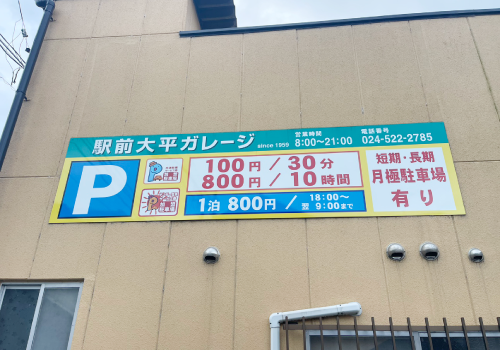 駅前大平ガレージ since 1959
営業時間 8:00～21:00
電話番号 024-522-2785
P
100円／30分
800円／10時間
1泊 800円／18:00～翌9:00まで
短期・長期
月極駐車場
有り